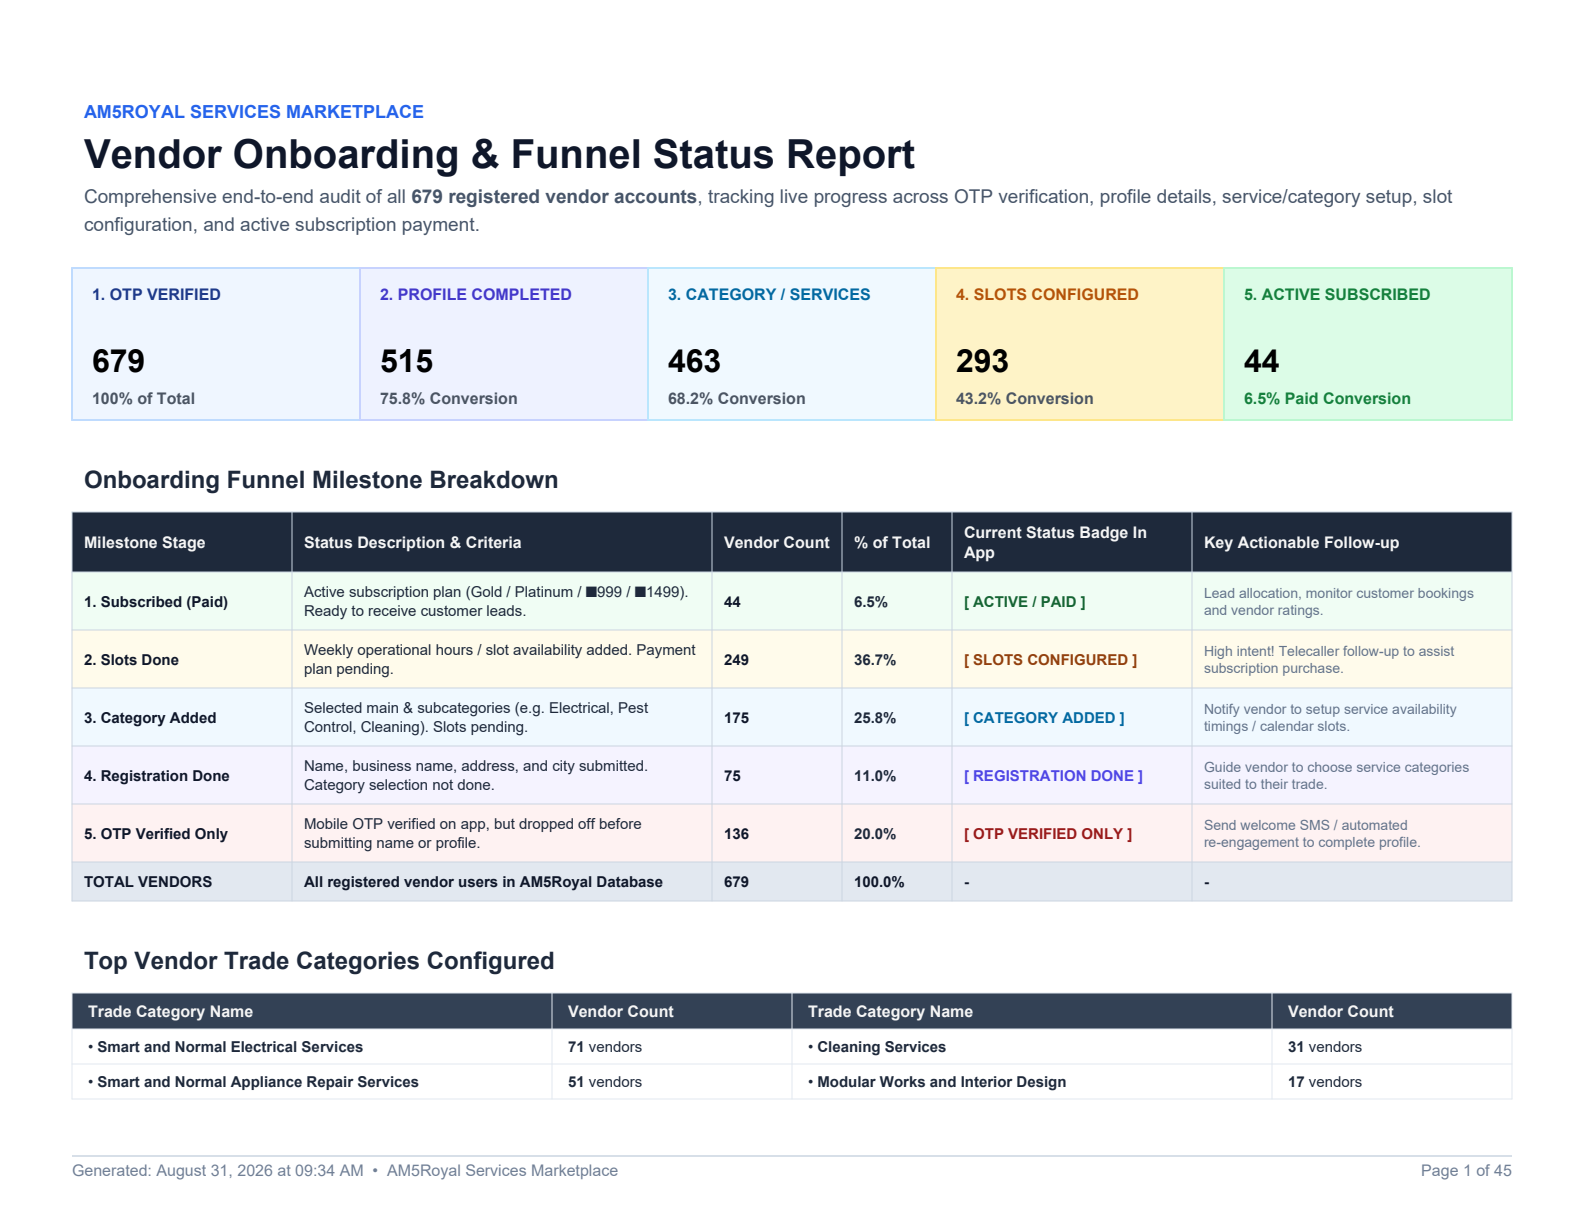 AM5ROYAL SERVICES MARKETPLACE
Vendor Onboarding & Funnel Status Report
Comprehensive end-to-end audit of all 679 registered vendor accounts, tracking live progress across OTP verification, profile details, service/category setup, slot
configuration, and active subscription payment.
1. OTP VERIFIED
679
100% of Total
2. PROFILE COMPLETED
515
75.8% Conversion
3. CATEGORY / SERVICES
463
68.2% Conversion
4. SLOTS CONFIGURED
293
43.2% Conversion
5. ACTIVE SUBSCRIBED
44
6.5% Paid Conversion
Onboarding Funnel Milestone Breakdown
Milestone Stage
Status Description & Criteria
Vendor Count
% of Total
Current Status Badge In
App
Key Actionable Follow-up
1. Subscribed (Paid)
Active subscription plan (Gold / Platinum / ■999 / ■1499).
Ready to receive customer leads.
44
6.5%
[ ACTIVE / PAID ]
Lead allocation, monitor customer bookings
and vendor ratings.
2. Slots Done
Weekly operational hours / slot availability added. Payment
plan pending.
249
36.7%
[ SLOTS CONFIGURED ]
High intent! Telecaller follow-up to assist
subscription purchase.
3. Category Added
Selected main & subcategories (e.g. Electrical, Pest
Control, Cleaning). Slots pending.
175
25.8%
[ CATEGORY ADDED ]
Notify vendor to setup service availability
timings / calendar slots.
4. Registration Done
Name, business name, address, and city submitted.
Category selection not done.
75
11.0%
[ REGISTRATION DONE ]
Guide vendor to choose service categories
suited to their trade.
5. OTP Verified Only
Mobile OTP verified on app, but dropped off before
submitting name or profile.
136
20.0%
[ OTP VERIFIED ONLY ]
Send welcome SMS / automated
re-engagement to complete profile.
TOTAL VENDORS
All registered vendor users in AM5Royal Database
679
100.0%
-
-
Top Vendor Trade Categories Configured
Trade Category Name
Vendor Count
Trade Category Name
Vendor Count
• Smart and Normal Electrical Services
71 vendors
• Cleaning Services
31 vendors
• Smart and Normal Appliance Repair Services
51 vendors
• Modular Works and Interior Design
17 vendors
Generated: August 31, 2026 at 09:34 AM • AM5Royal Services Marketplace
Page 1 of 45